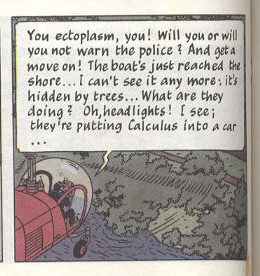 You ectoplasm, you! Will you or will
you not warn the police? And get a
move on! The boat's just reached the
shore... I can't see it any more: it's
hidden by trees... What are they
doing? Oh, headlights! I see;
they're putting Calculus into a car
...